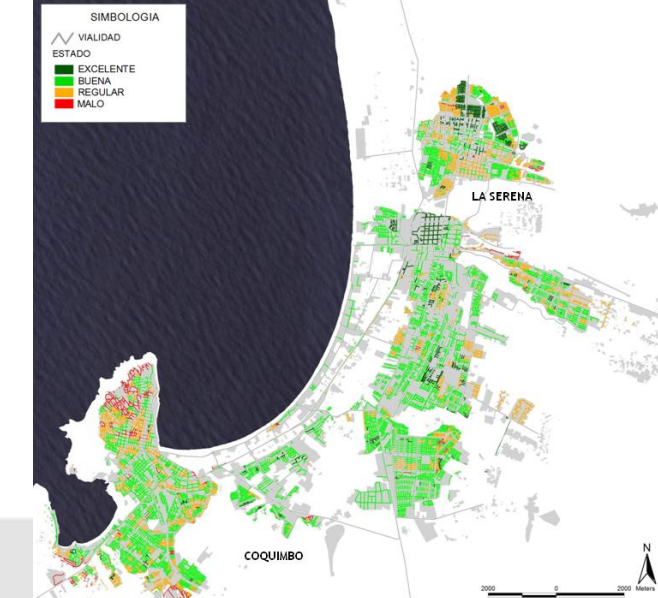 SIMBOLOGIA
VIALIDAD
ESTADO
EXCELENTE
BUENA
REGULAR
MALO
LA SERENA
COQUIMBO
N
2000 0 2000 Meters